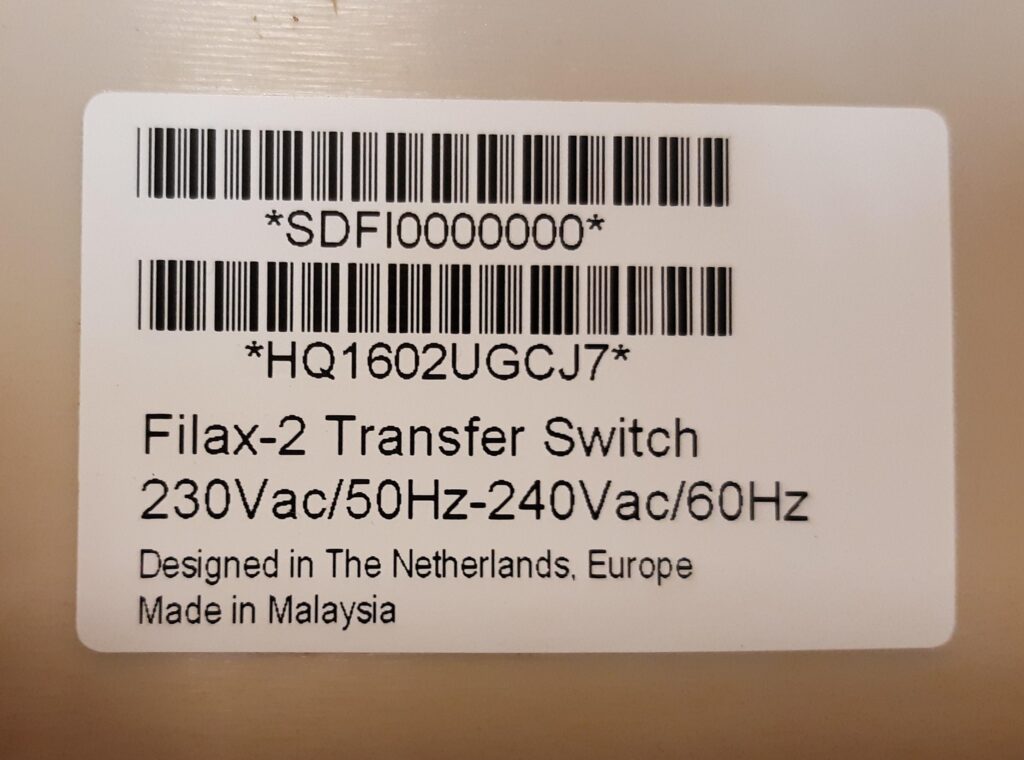 *SDFI0000000*
*HQ1602UGCJ7*
Filax-2 Transfer Switch
230Vac/50Hz-240Vac/60Hz
Designed in The Netherlands, Europe
Made in Malaysia